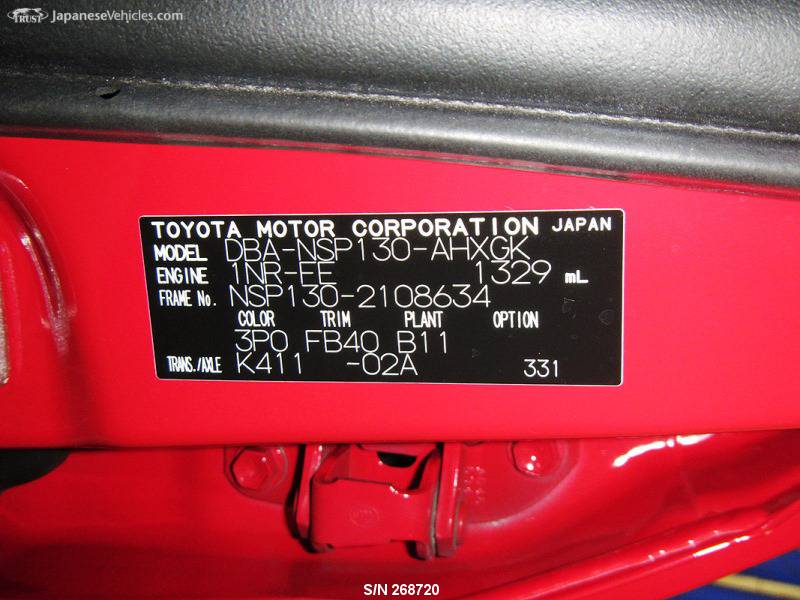 TRUST JapaneseVehicles.com
TOYOTA MOTOR CORPORATION JAPAN
MODEL DBA-NSP130-AHXGK
ENGINE 1NR-EE 1329 mL
FRAME No. NSP130-2108634
COLOR TRIM PLANT OPTION
3P0 FB40 B11
TRANS./AXLE K411 -02A 331
S/N 268720